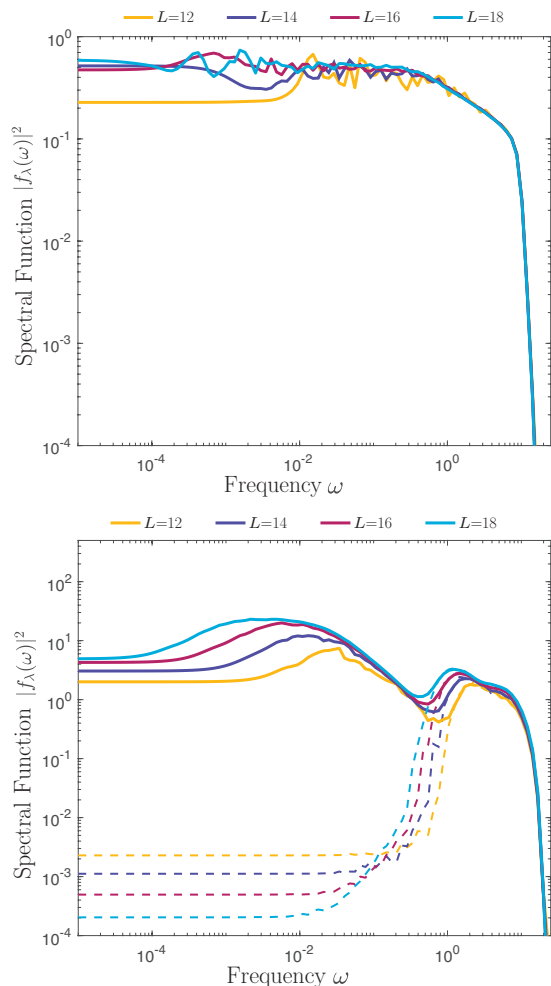 L=12 L=14 L=16 L=18
Spectral Function |f_λ(ω)|²
10^0
10^-1
10^-2
10^-3
10^-4
10^-4 10^-2 10^0
Frequency ω
L=12 L=14 L=16 L=18
Spectral Function |f_λ(ω)|²
10^2
10^1
10^0
10^-1
10^-2
10^-3
10^-4
10^-4 10^-2 10^0
Frequency ω